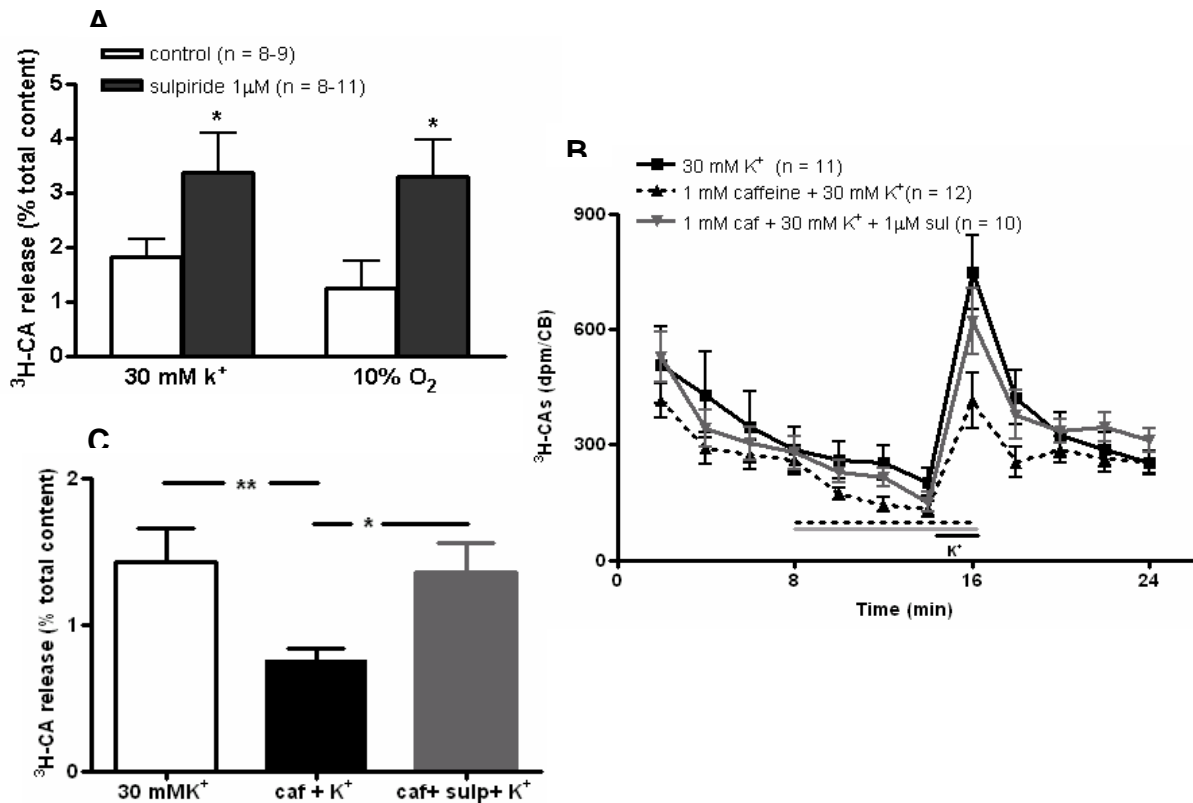 A
control (n = 8-9)
sulpiride 1µM (n = 8-11)
³H-CA release (% total content)
5
4
3
2
1
0
*
*
30 mM k⁺
10% O₂
B
30 mM K⁺ (n = 11)
1 mM caffeine + 30 mM K⁺(n = 12)
1 mM caf + 30 mM K⁺ + 1µM sul (n = 10)
³H-CAs (dpm/CB)
900
600
300
0
K⁺
0
8
16
24
Time (min)
C
³H-CA release (% total content)
2
1
0
**
*
30 mMK⁺
caf + K⁺
caf+ sulp+ K⁺